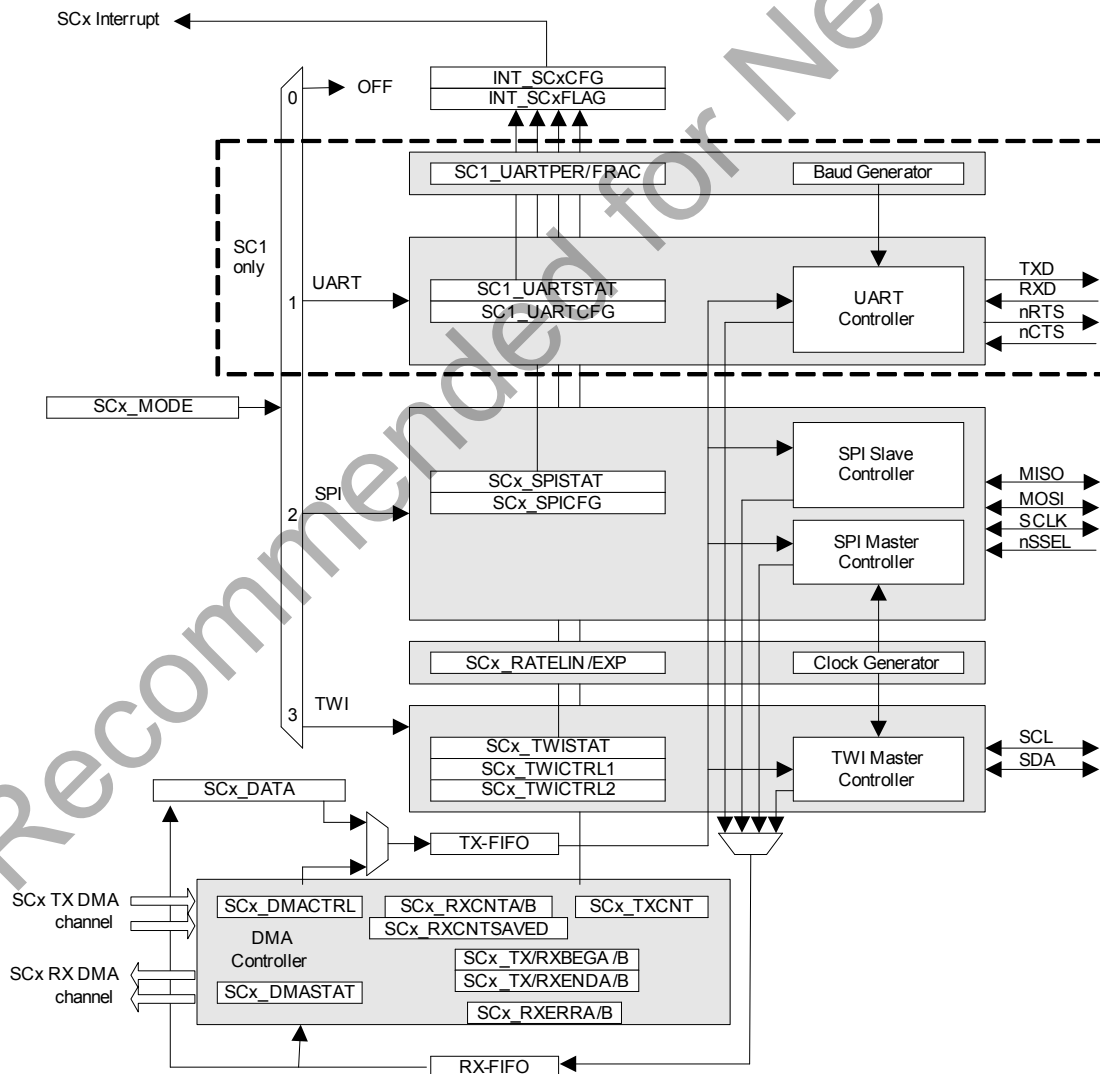 SCx Interrupt
INT_SCxCFG
INT_SCxFLAG
0
OFF
SC1_UARTPER/FRAC
Baud Generator
SC1
only
UART
1
SC1_UARTSTAT
SC1_UARTCFG
UART
Controller
TXD
RXD
nRTS
nCTS
SCx_MODE
SPI
2
SCx_SPISTAT
SCx_SPICFG
SPI Slave
Controller
SPI Master
Controller
MISO
MOSI
SCLK
nSSEL
SCx_RATELIN/EXP
Clock Generator
TWI
3
SCx_TWISTAT
SCx_TWICTRL1
SCx_TWICTRL2
TWI Master
Controller
SCL
SDA
SCx_DATA
TX-FIFO
SCx TX DMA
channel
SCx RX DMA
channel
SCx_DMACTRL
SCx_RXCNTA/B
SCx_TXCNT
SCx_RXCNTSAVED
DMA
Controller
SCx_TX/RXBEGA/B
SCx_TX/RXENDA/B
SCx_DMASTAT
SCx_RXERRA/B
RX-FIFO
Recommended for Ne